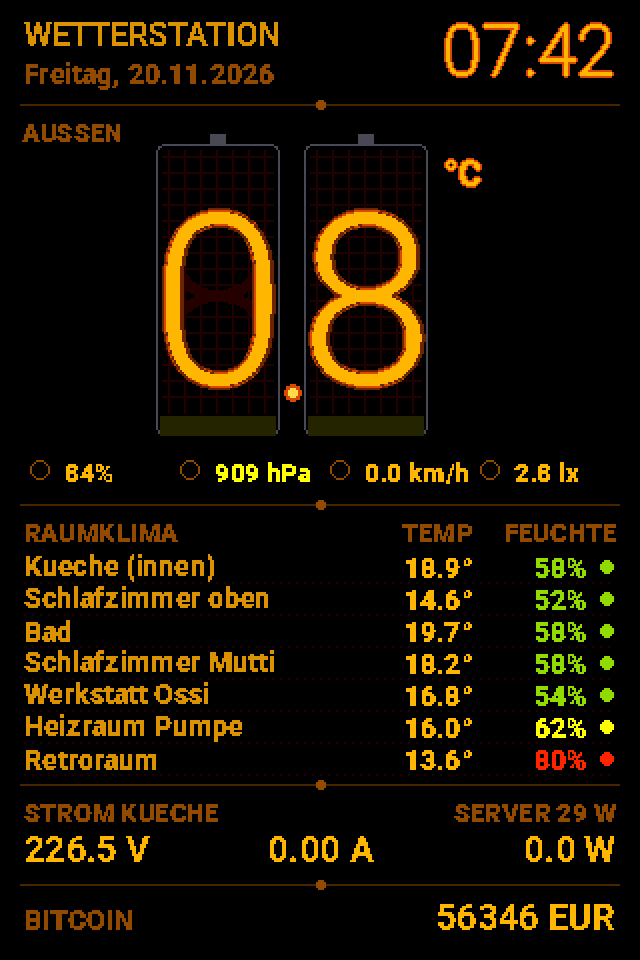 WETTERSTATION
07:42
Freitag, 20.11.2026
AUSSEN
0.8 °C
64% 909 hPa 0.0 km/h 2.6 lx
RAUMKLIMA TEMP FEUCHTE
Kueche (innen) 18.9° 58%
Schlafzimmer oben 14.6° 52%
Bad 19.7° 58%
Schlafzimmer Mutti 18.2° 58%
Werkstatt Ossi 16.8° 54%
Heizraum Pumpe 16.0° 62%
Retroraum 13.6° 80%
STROM KUECHE SERVER 29 W
226.5 V 0.00 A 0.0 W
BITCOIN 56346 EUR